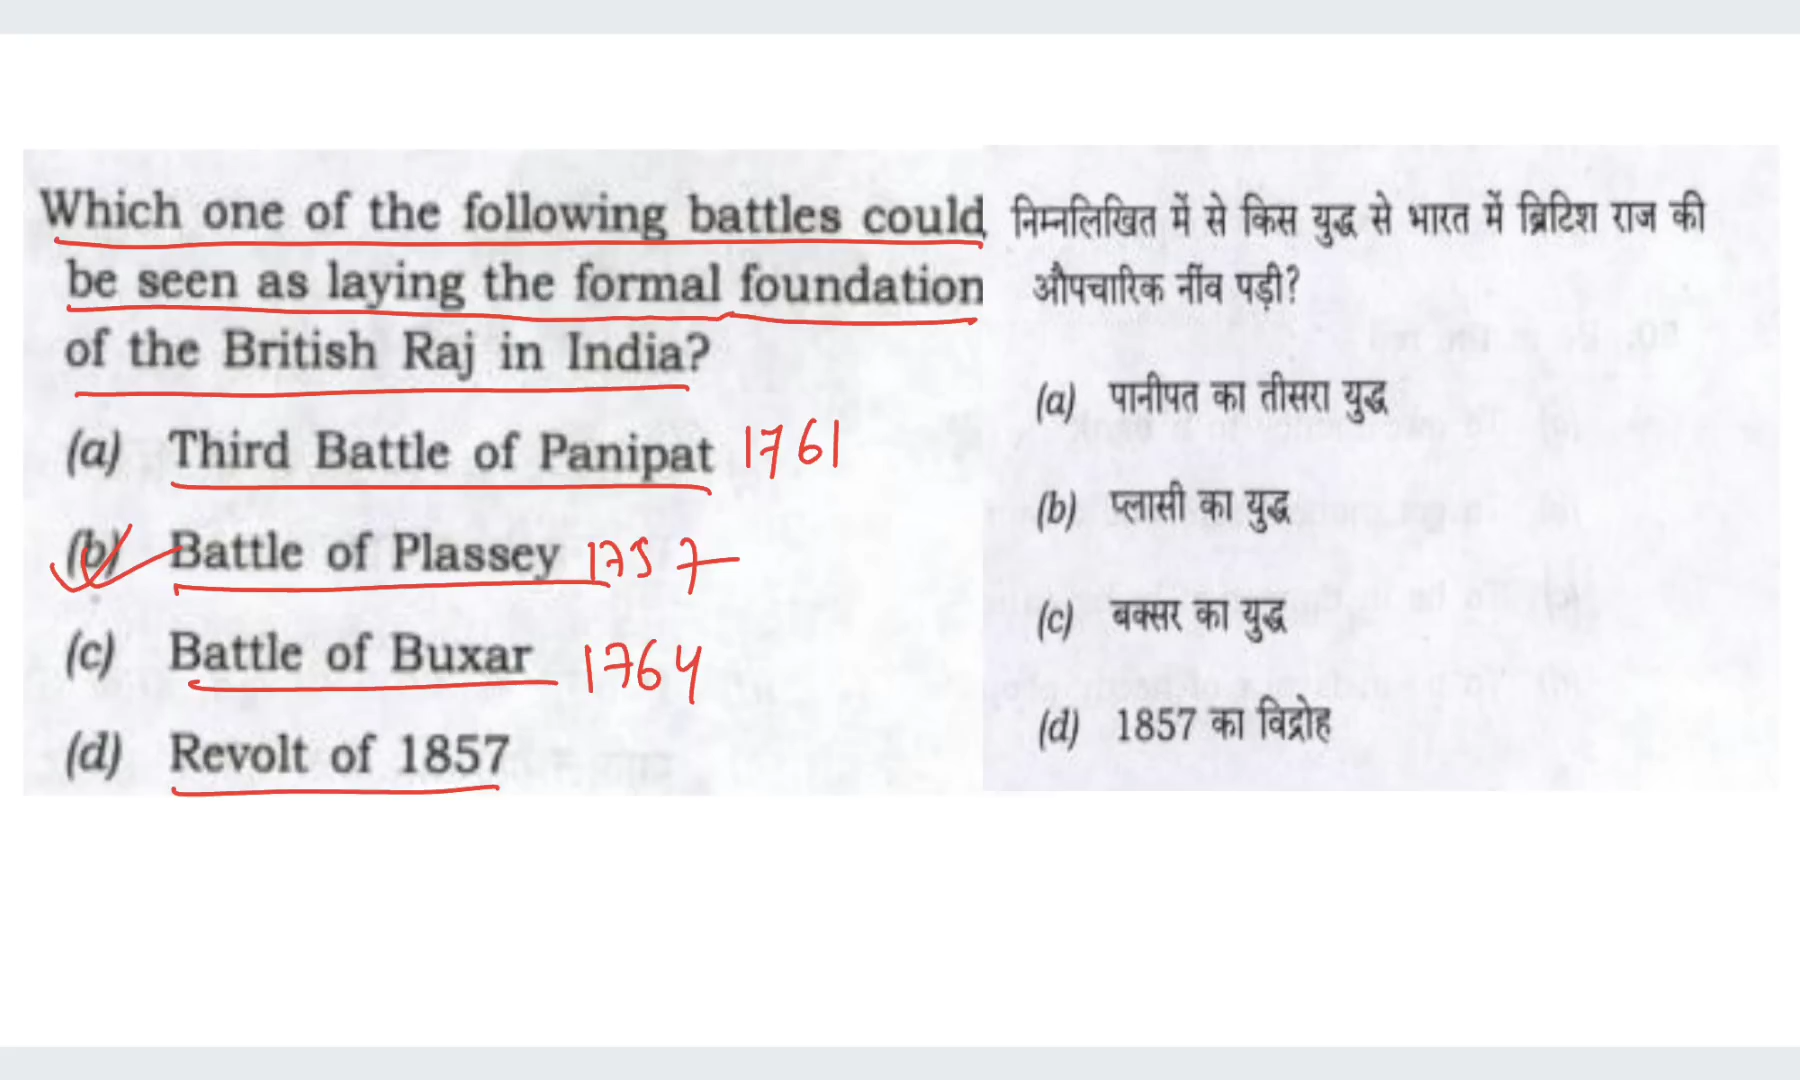 Which one of the following battles could
be seen as laying the formal foundation
of the British Raj in India?
(a) Third Battle of Panipat 1761
(b) Battle of Plassey 1757
(c) Battle of Buxar 1764
(d) Revolt of 1857
निम्नलिखित में से किस युद्ध से भारत में ब्रिटिश राज की
औपचारिक नींव पड़ी?
(a) पानीपत का तीसरा युद्ध
(b) प्लासी का युद्ध
(c) बक्सर का युद्ध
(d) 1857 का विद्रोह